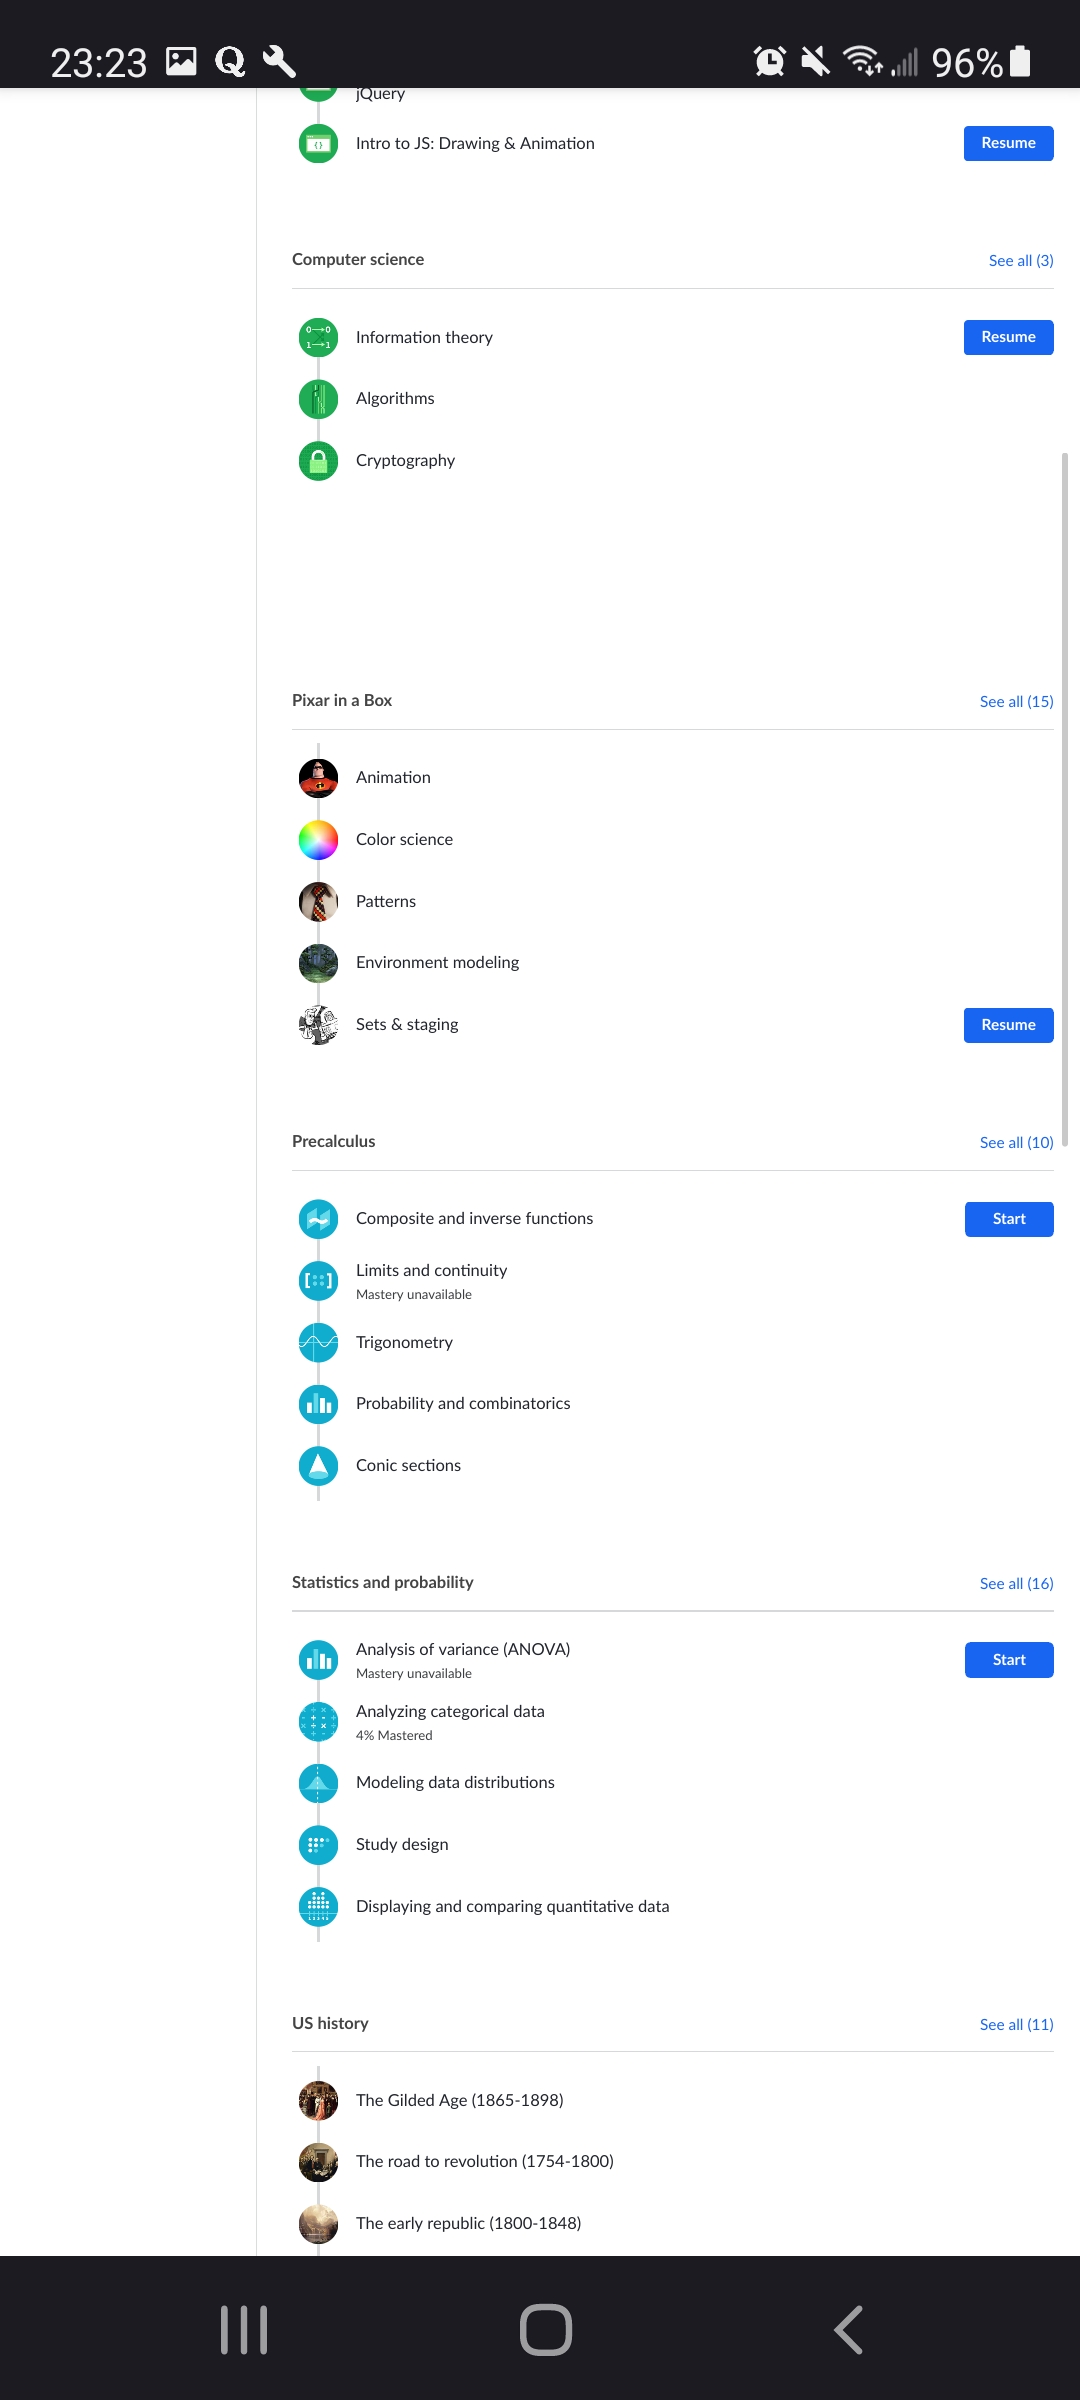 23:23
96%
jQuery
Intro to JS: Drawing & Animation
Resume
Computer science
See all (3)
Information theory
Resume
Algorithms
Cryptography
Pixar in a Box
See all (15)
Animation
Color science
Patterns
Environment modeling
Sets & staging
Resume
Precalculus
See all (10)
Composite and inverse functions
Start
Limits and continuity
Mastery unavailable
Trigonometry
Probability and combinatorics
Conic sections
Statistics and probability
See all (16)
Analysis of variance (ANOVA)
Mastery unavailable
Start
Analyzing categorical data
4% Mastered
Modeling data distributions
Study design
Displaying and comparing quantitative data
US history
See all (11)
The Gilded Age (1865-1898)
The road to revolution (1754-1800)
The early republic (1800-1848)